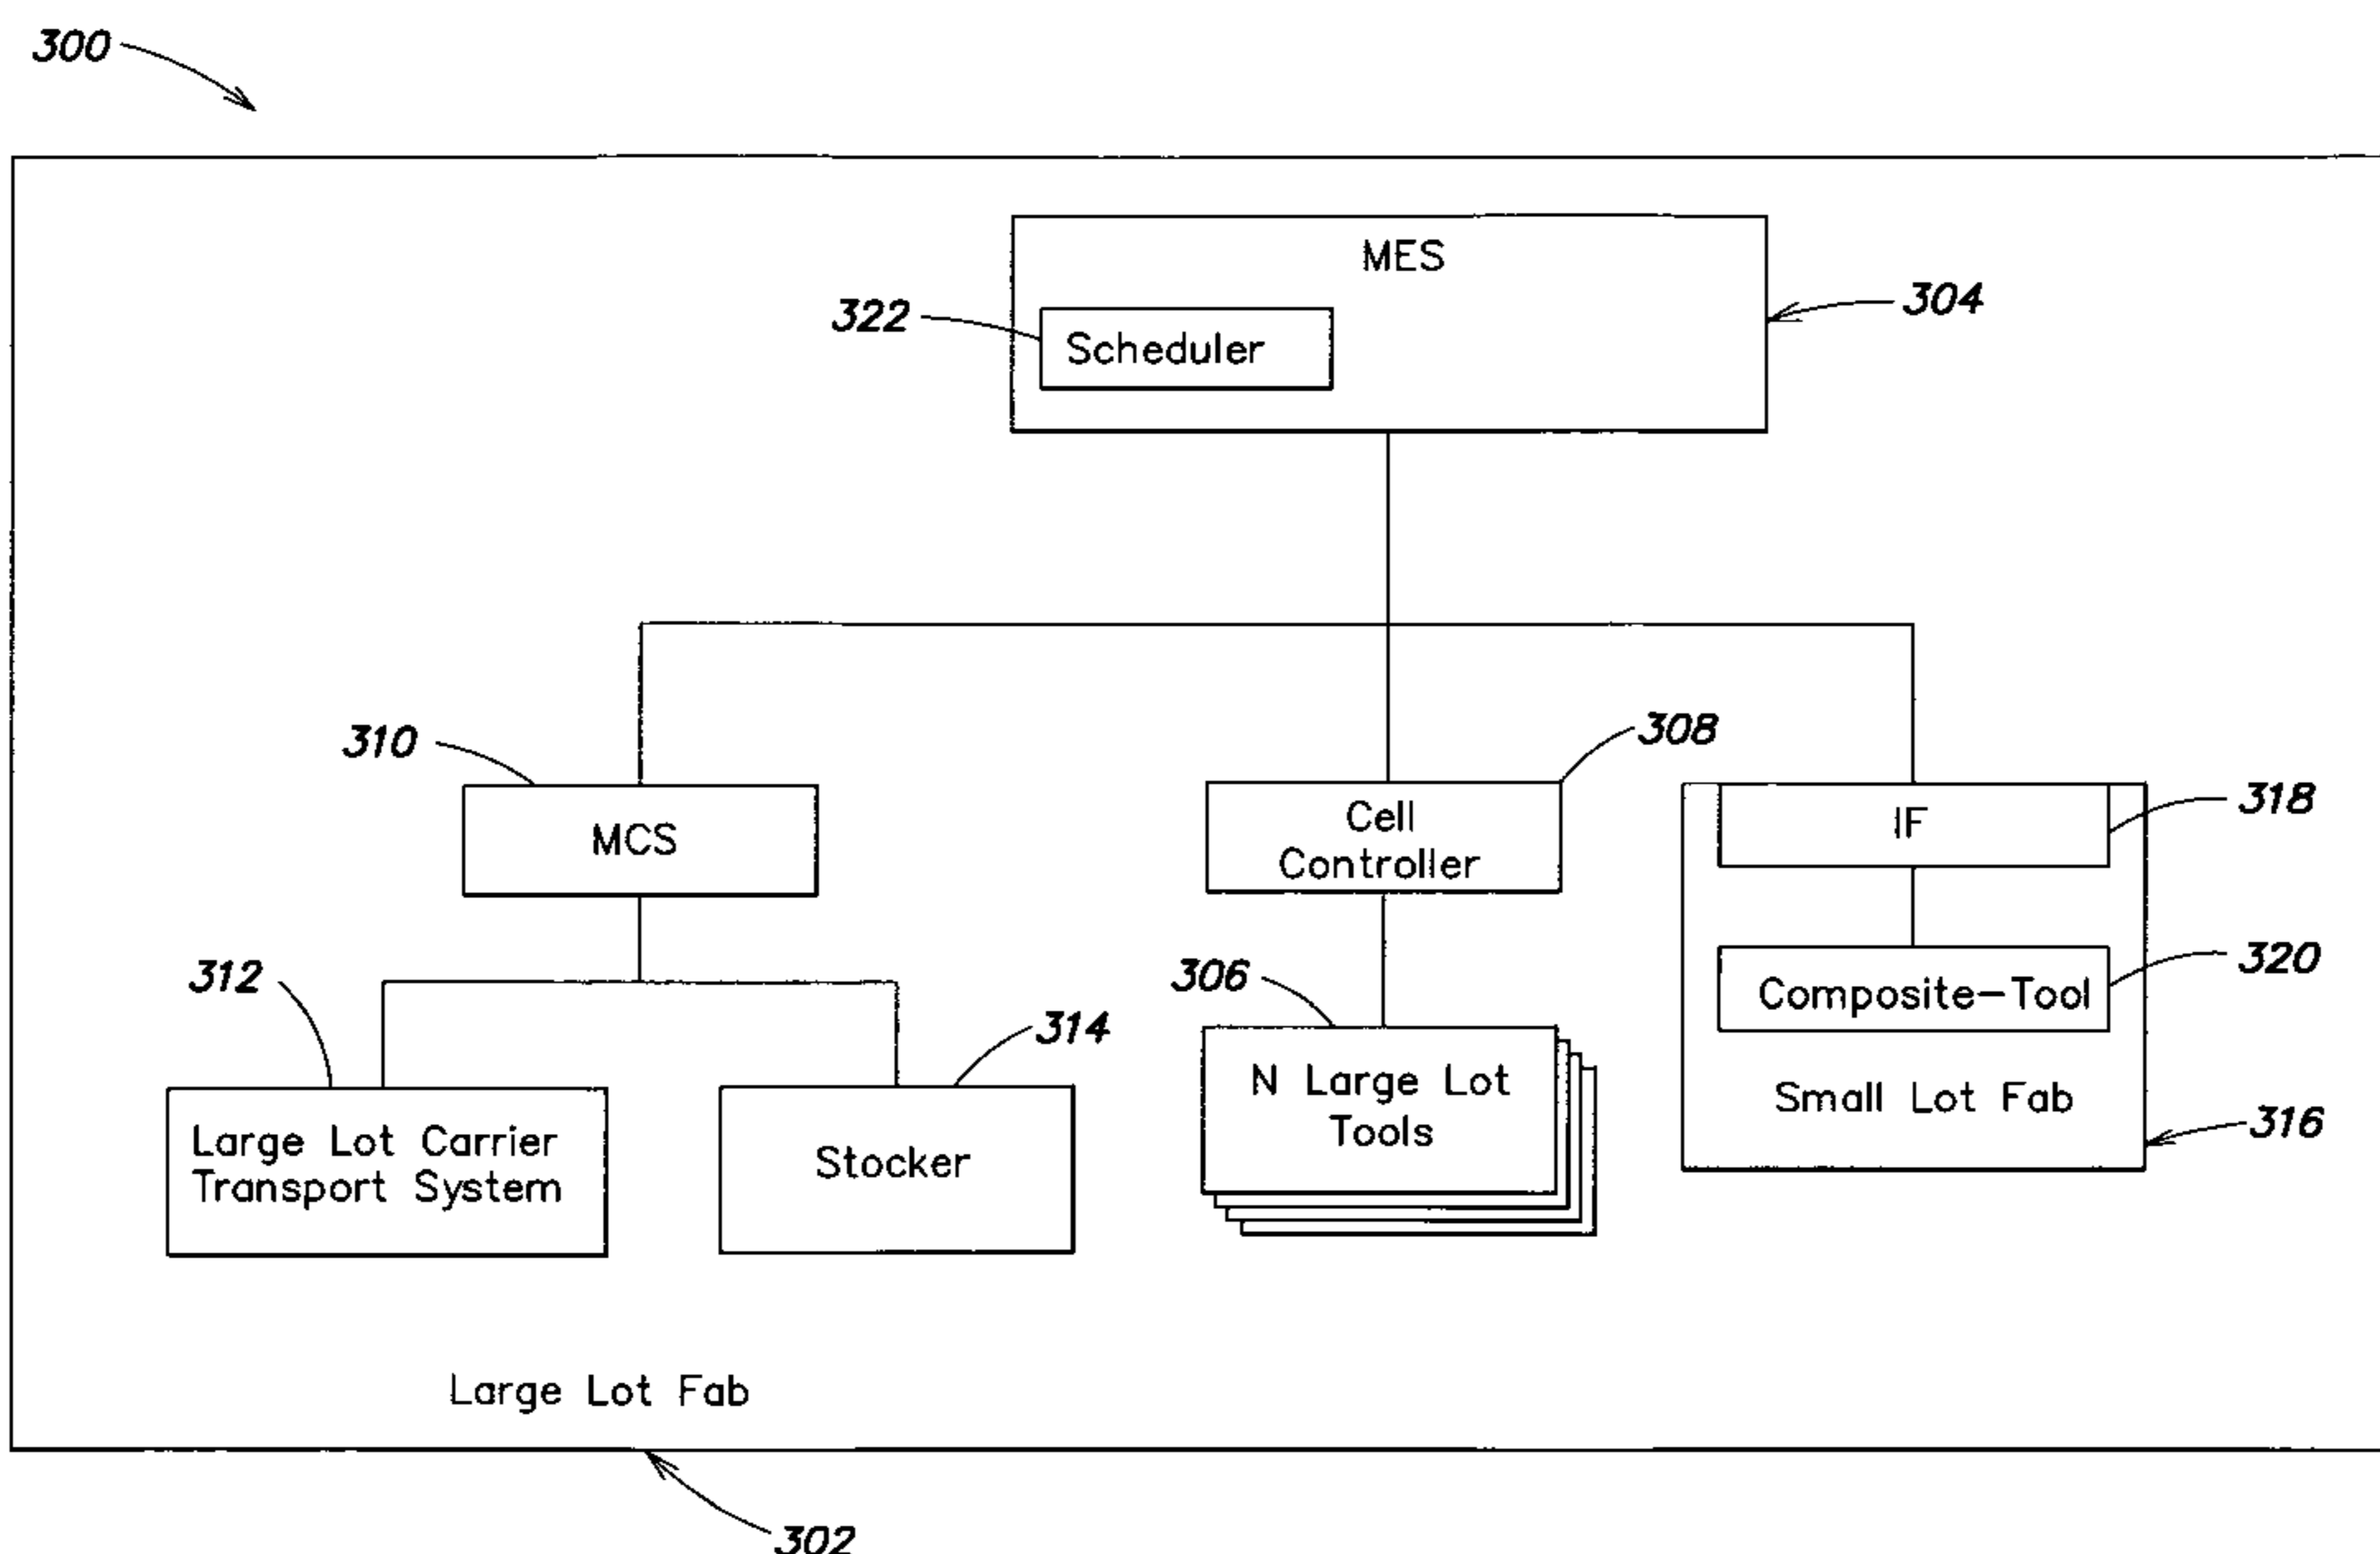 300
MES
322
Scheduler
304
310
308
MCS
Cell
Controller
IF
318
312
314
306
320
Composite-Tool
Large Lot Carrier
Transport System
Stocker
N Large Lot
Tools
Small Lot Fab
316
Large Lot Fab
302